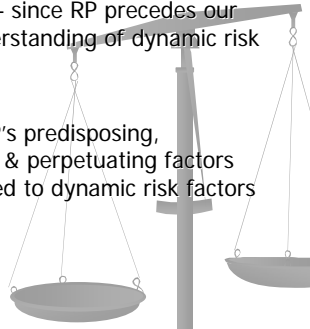 - since RP precedes our
erstanding of dynamic risk
's predisposing,
& perpetuating factors
ed to dynamic risk factors